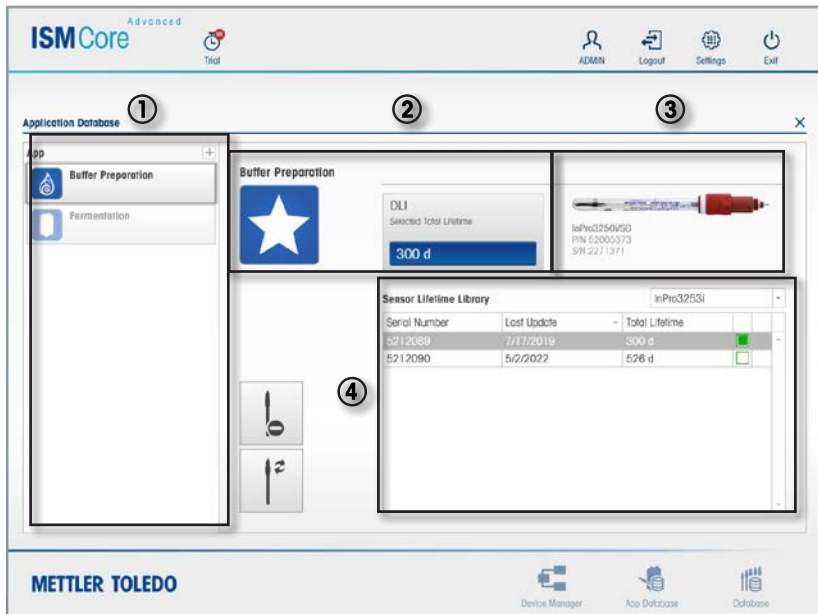 ISMCore Advanced
Trial
ADMIN
Logout
Settings
Exit
①
②
③
Application Database
App
Buffer Preparation
Fermentation
Buffer Preparation
DLI
Selected Total Lifetime
300 d
InPro3250i/SG
P/N 52005373
S/N 2271371
④
Sensor Lifetime Library
InPro3253i
Serial Number Last Update Total Lifetime
5212089 7/17/2019 300 d
5212090 5/2/2022 526 d
METTLER TOLEDO
Device Manager
App Database
Database